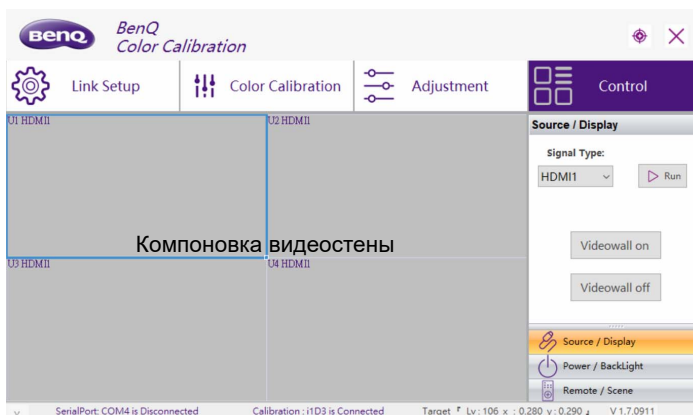 BenQ
BenQ
Color Calibration
Link Setup
Color Calibration
Adjustment
Control
U1 HDMI1
U2 HDMI1
Source / Display
Signal Type:
HDMI1
Run
Компоновка видеостены
Videowall on
U3 HDMI1
U4 HDMI1
Videowall off
Source / Display
Power / BackLight
Remote / Scene
SerialPort: COM4 is Disconnected
Calibration : i1D3 is Connected
Target 「 Lv : 106 x : 0.280 y : 0.290 」
V 1.7.0911